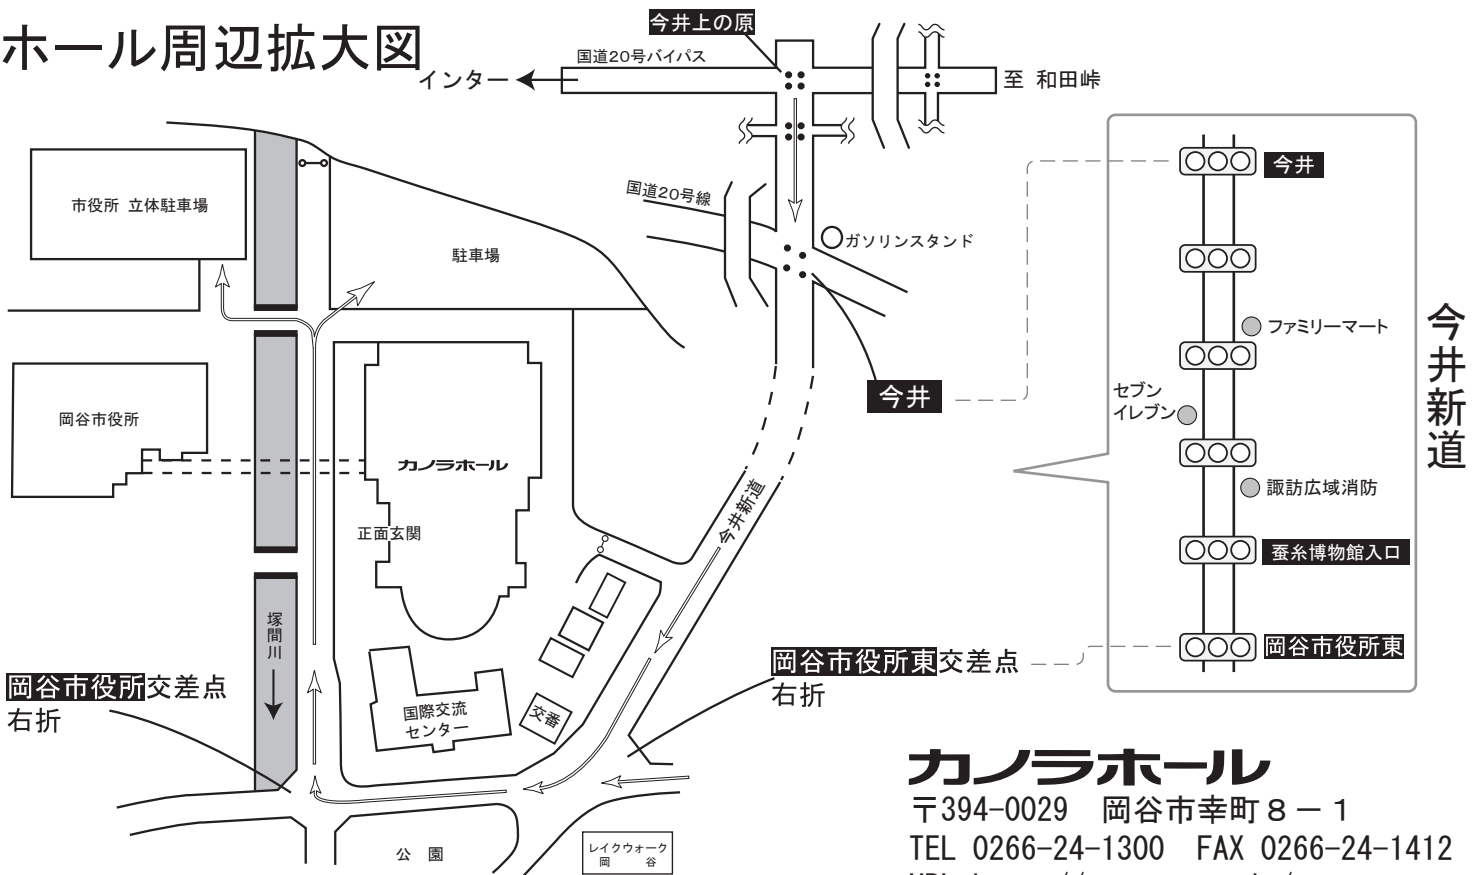 ホール周辺拡大図
今井上の原
国道20号バイパス
インター
至 和田峠
国道20号線
ガソリンスタンド
市役所 立体駐車場
駐車場
今井
岡谷市役所
カノラホール
正面玄関
今井新道
塚間川
岡谷市役所交差点
右折
国際交流
センター
交番
岡谷市役所東交差点
右折
公 園
レイクウォーク
岡 谷
今井
ファミリーマート
セブン
イレブン
諏訪広域消防
蚕糸博物館入口
岡谷市役所東
今井新道
カノラホール
〒394-0029 岡谷市幸町8-1
TEL 0266-24-1300 FAX 0266-24-1412